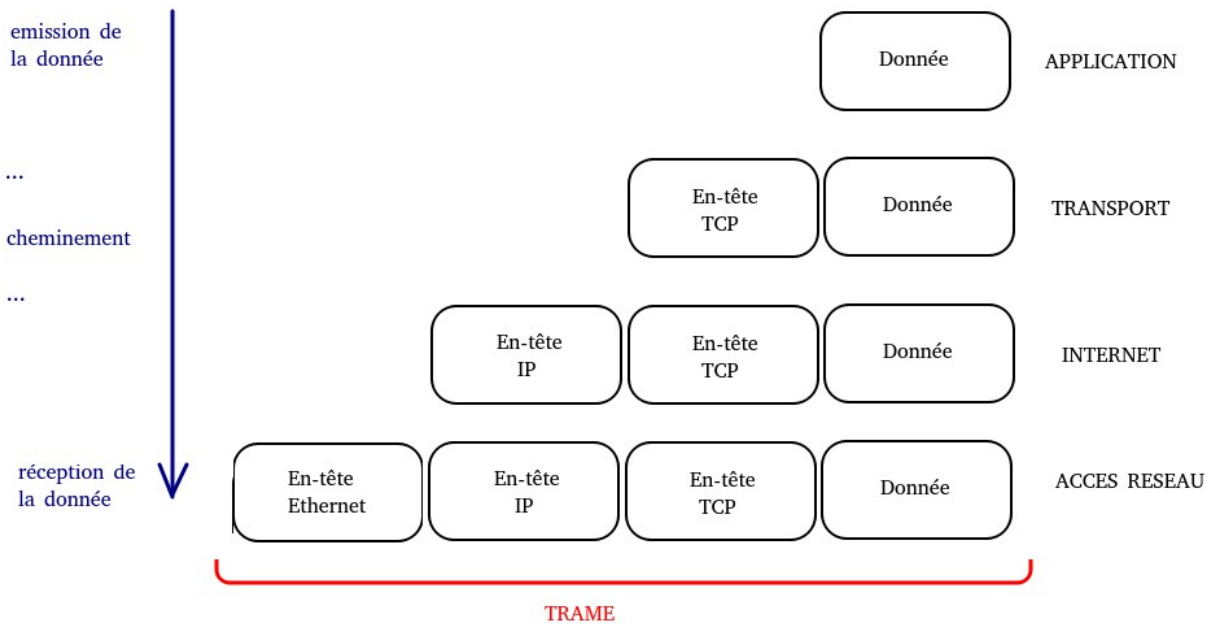 emission de
la donnée
Donnée
APPLICATION
...
En-tête
TCP
Donnée
TRANSPORT
cheminement
...
En-tête
IP
En-tête
TCP
Donnée
INTERNET
réception de
la donnée
En-tête
Ethernet
En-tête
IP
En-tête
TCP
Donnée
ACCES RESEAU
TRAME